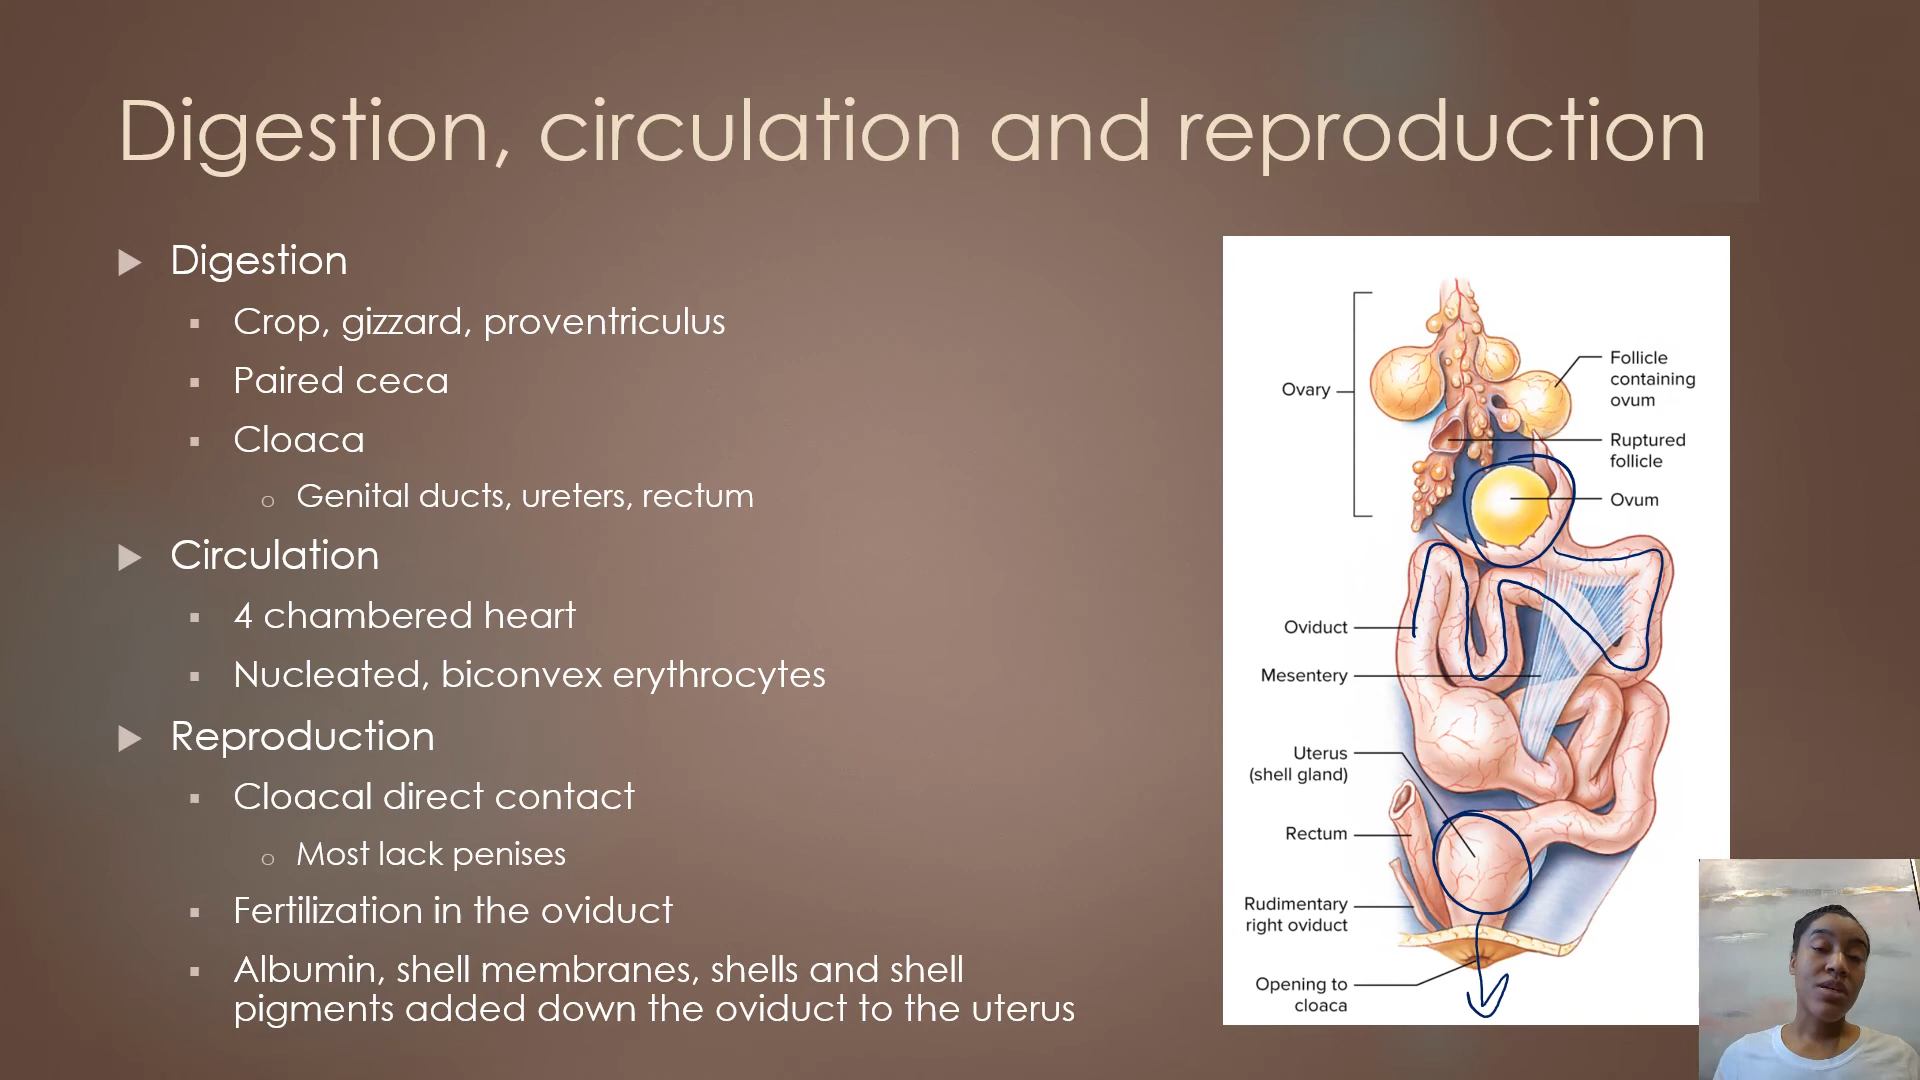 Digestion, circulation and reproduction
Digestion
Crop, gizzard, proventriculus
Paired ceca
Cloaca
Genital ducts, ureters, rectum
Circulation
4 chambered heart
Nucleated, biconvex erythrocytes
Reproduction
Cloacal direct contact
Most lack penises
Fertilization in the oviduct
Albumin, shell membranes, shells and shell
pigments added down the oviduct to the uterus
Ovary
Follicle
containing
ovum
Ruptured
follicle
Ovum
Oviduct
Mesentery
Uterus
(shell gland)
Rectum
Rudimentary
right oviduct
Opening to
cloaca